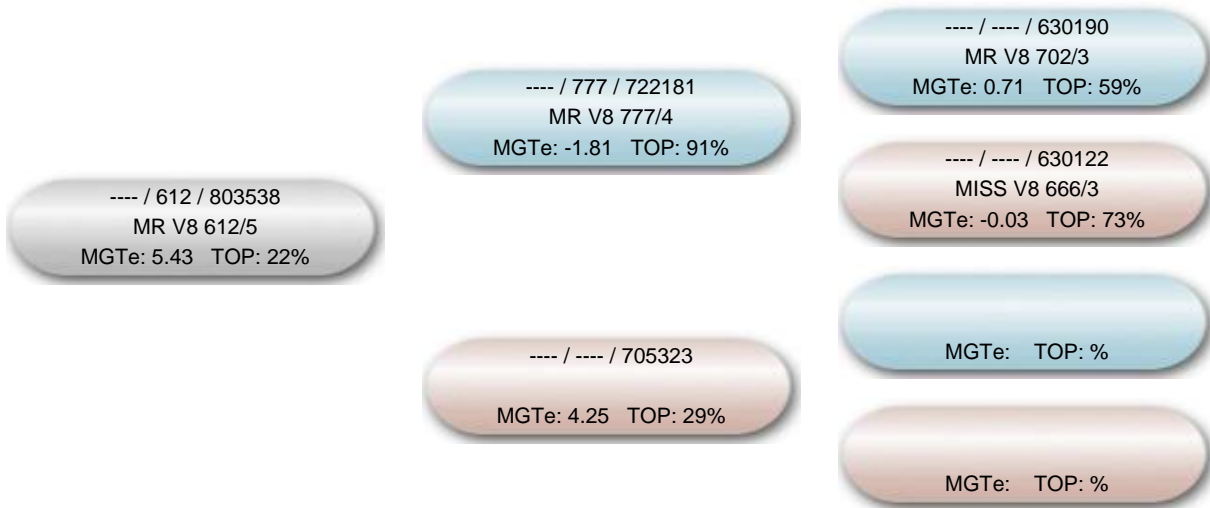 ---- / 612 / 803538
MR V8 612/5
MGTe: 5.43 TOP: 22%
---- / 777 / 722181
MR V8 777/4
MGTe: -1.81 TOP: 91%
---- / ---- / 705323
MGTe: 4.25 TOP: 29%
---- / ---- / 630190
MR V8 702/3
MGTe: 0.71 TOP: 59%
---- / ---- / 630122
MISS V8 666/3
MGTe: -0.03 TOP: 73%
MGTe: TOP: %
MGTe: TOP: %